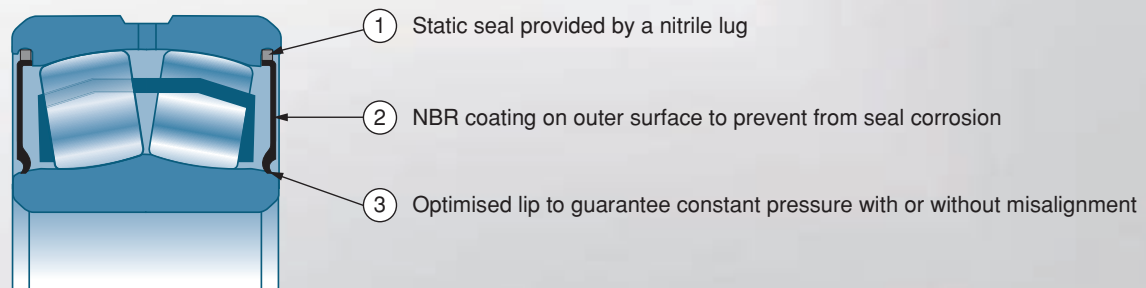 1 Static seal provided by a nitrile lug
2 NBR coating on outer surface to prevent from seal corrosion
3 Optimised lip to guarantee constant pressure with or without misalignment